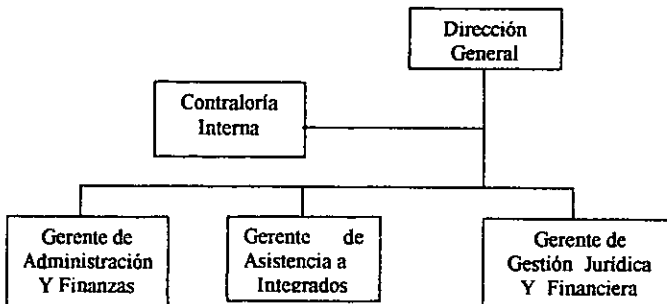 Dirección
General
Contraloría
Interna
Gerente de
Administración
Y Finanzas
Gerente de
Asistencia a
Integrados
Gerente de
Gestión Jurídica
Y Financiera